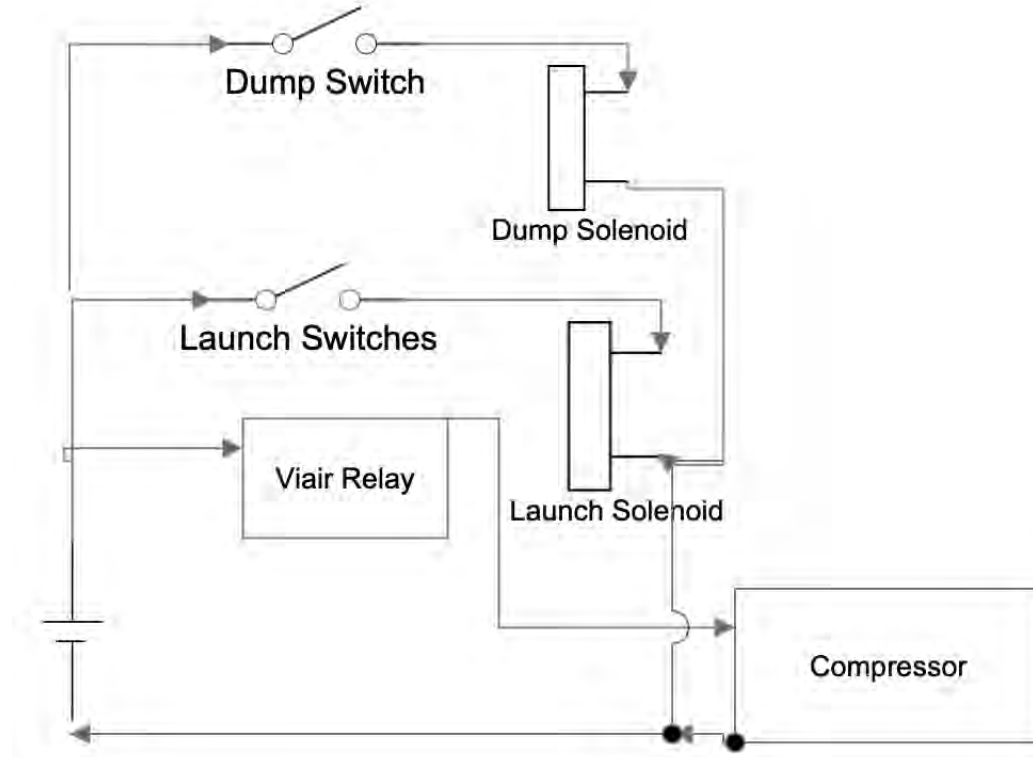 Dump Switch
Dump Solenoid
Launch Switches
Viair Relay
Launch Solenoid
Compressor